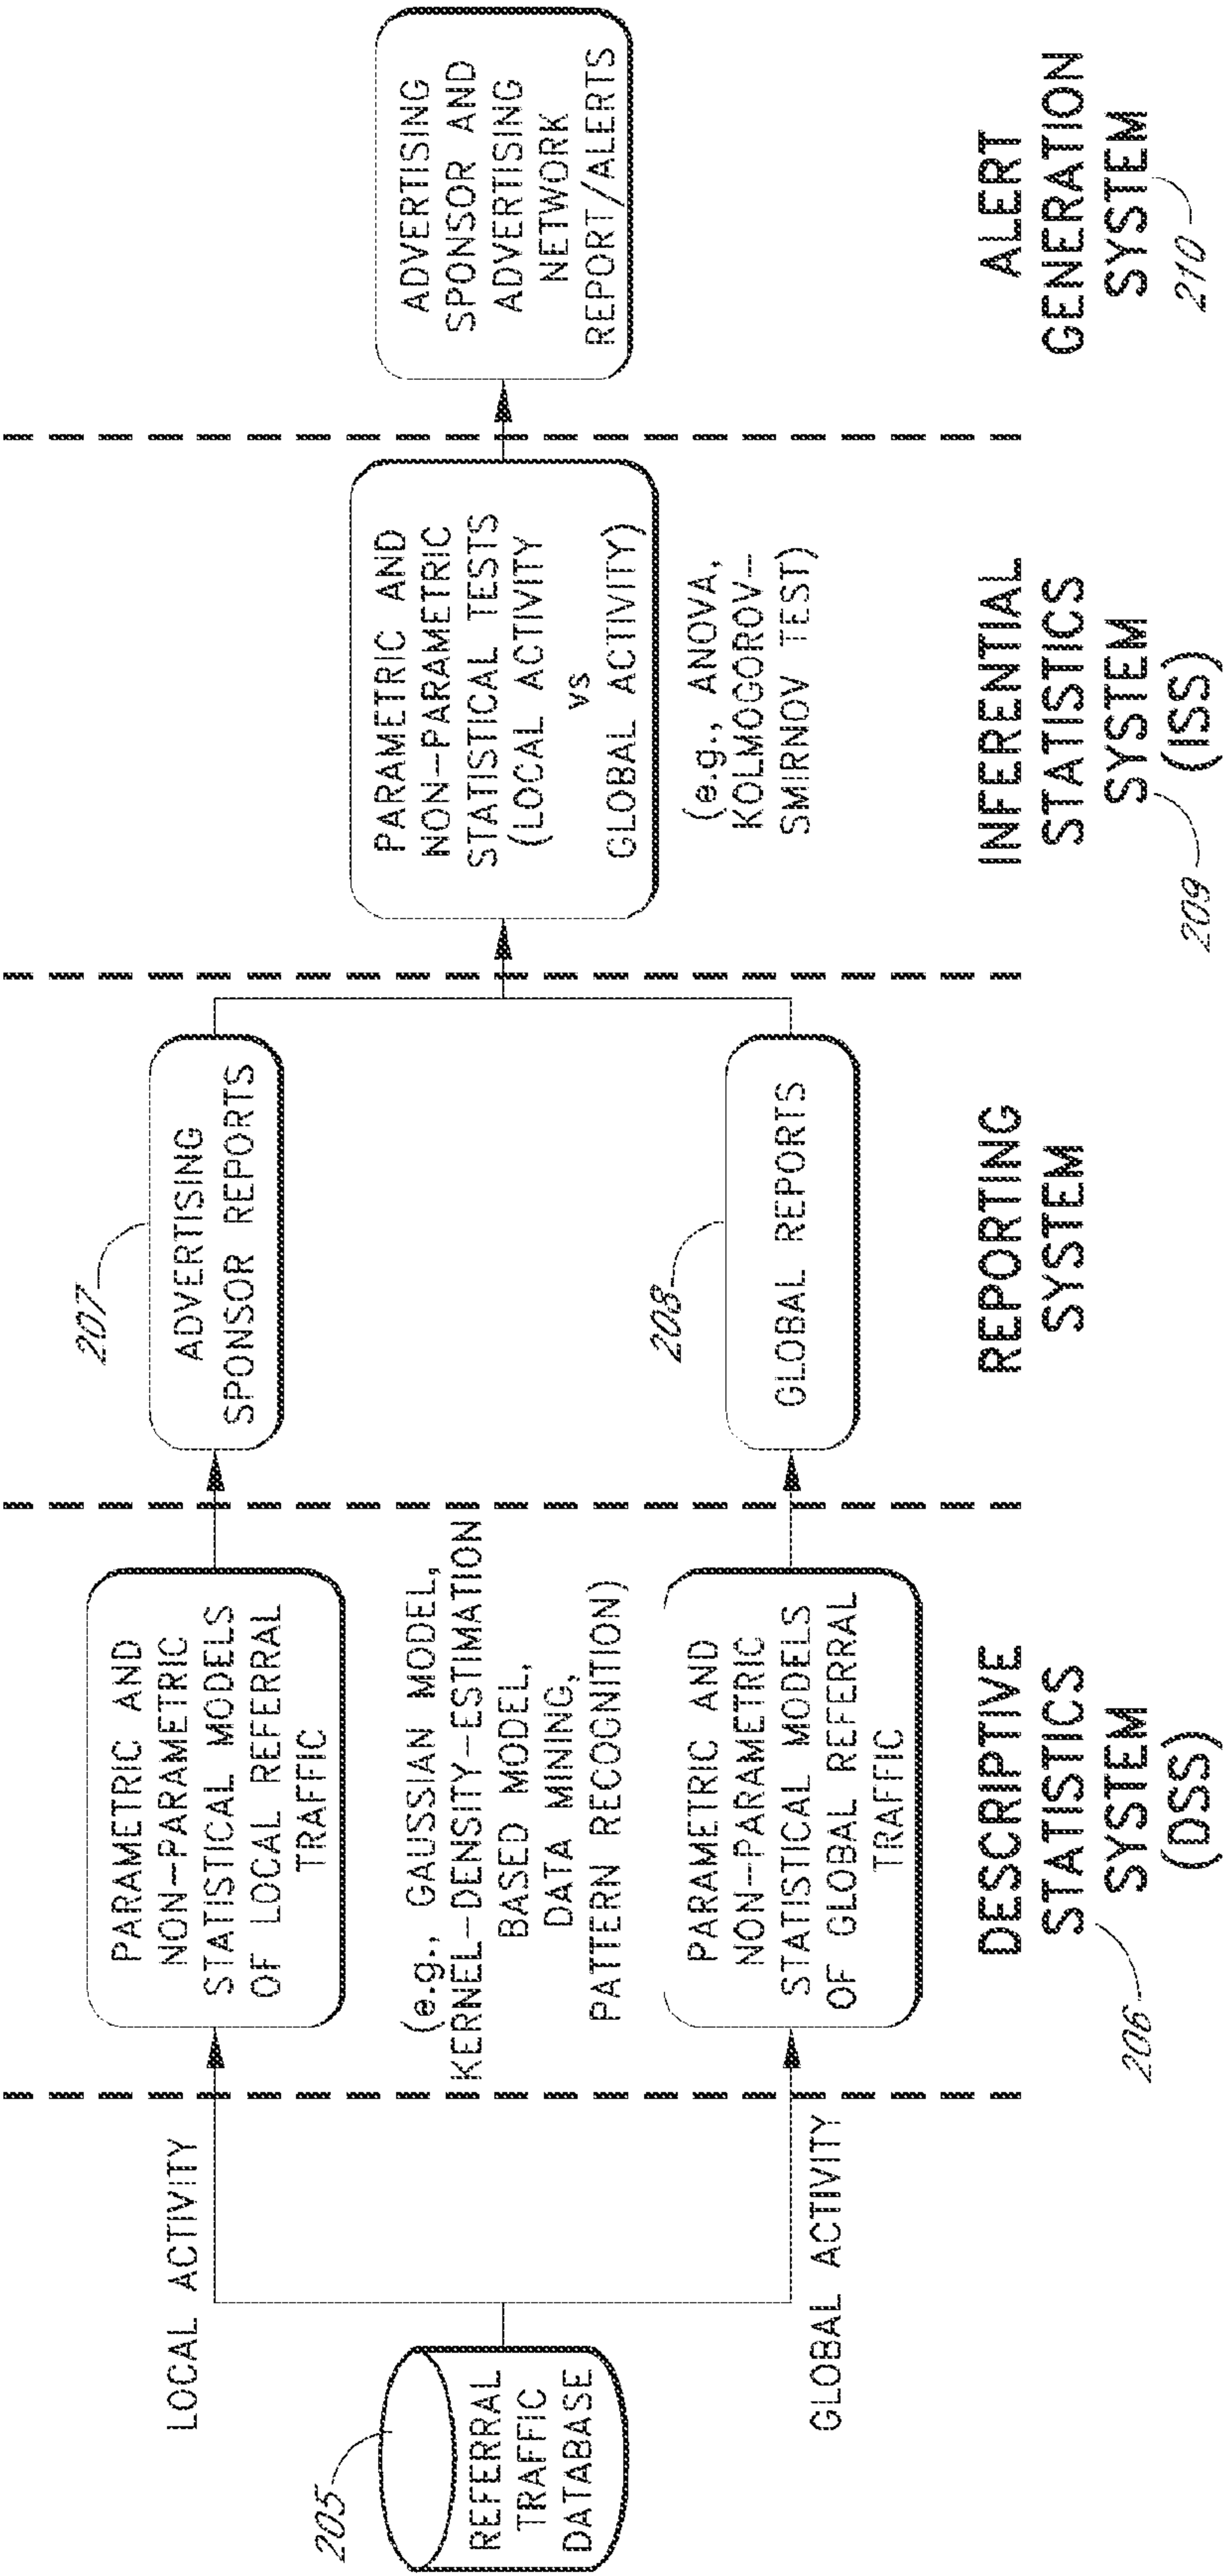 205
REFERRAL
TRAFFIC
DATABASE
LOCAL ACTIVITY
GLOBAL ACTIVITY
PARAMETRIC AND
NON-PARAMETRIC
STATISTICAL MODELS
OF LOCAL REFERRAL
TRAFFIC
(e.g., GAUSSIAN MODEL,
KERNEL-DENSITY-ESTIMATION
BASED MODEL,
DATA MINING,
PATTERN RECOGNITION)
PARAMETRIC AND
NON-PARAMETRIC
STATISTICAL MODELS
OF GLOBAL REFERRAL
TRAFFIC
DESCRIPTIVE
STATISTICS
SYSTEM
(DSS)
206
207
ADVERTISING
SPONSOR REPORTS
208
GLOBAL REPORTS
REPORTING
SYSTEM
PARAMETRIC AND
NON-PARAMETRIC
STATISTICAL TESTS
(LOCAL ACTIVITY
vs
GLOBAL ACTIVITY)
(e.g., ANOVA,
KOLMOGOROV-
SMIRNOV TEST)
INFERENTIAL
STATISTICS
SYSTEM
(ISS)
209
ADVERTISING
SPONSOR AND
ADVERTISING
NETWORK
REPORT/ALERTS
ALERT
GENERATION
SYSTEM
210